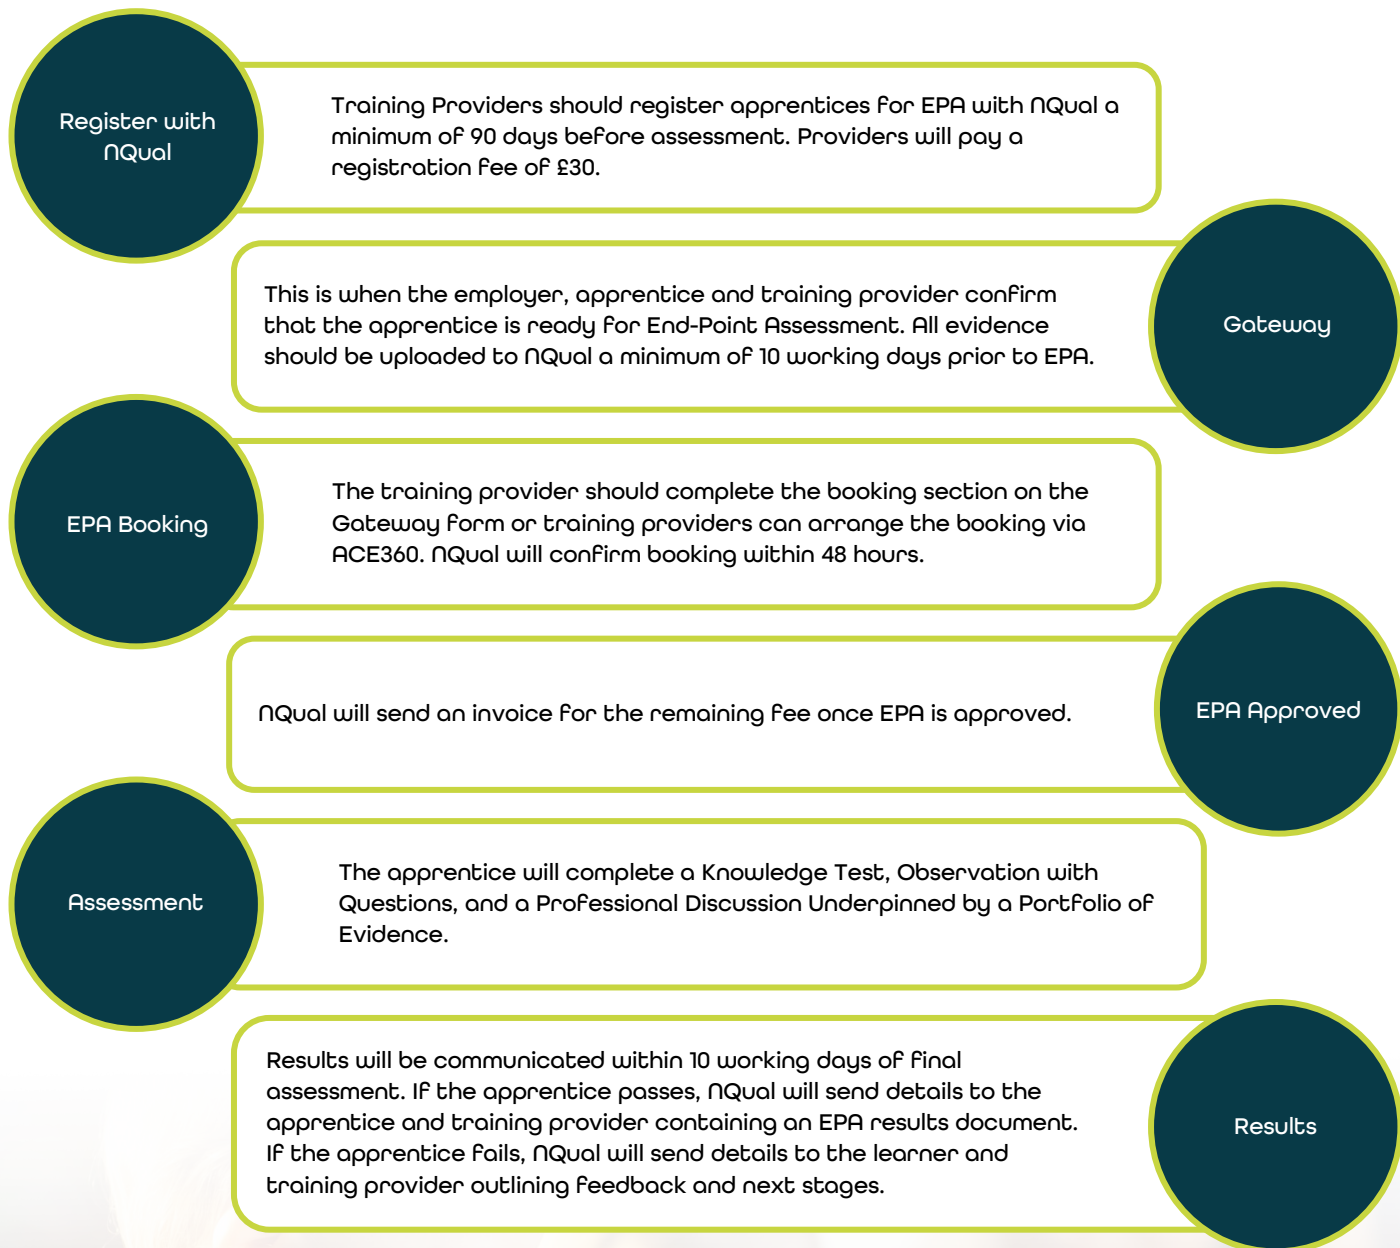 Register with
NQual
Training Providers should register apprentices for EPA with NQual a
minimum of 90 days before assessment. Providers will pay a
registration fee of £30.
This is when the employer, apprentice and training provider confirm
that the apprentice is ready for End-Point Assessment. All evidence
should be uploaded to NQual a minimum of 10 working days prior to EPA.
Gateway
EPA Booking
The training provider should complete the booking section on the
Gateway form or training providers can arrange the booking via
ACE360. NQual will confirm booking within 48 hours.
NQual will send an invoice for the remaining fee once EPA is approved.
EPA Approved
Assessment
The apprentice will complete a Knowledge Test, Observation with
Questions, and a Professional Discussion Underpinned by a Portfolio of
Evidence.
Results will be communicated within 10 working days of final
assessment. If the apprentice passes, NQual will send details to the
apprentice and training provider containing an EPA results document.
If the apprentice fails, NQual will send details to the learner and
training provider outlining feedback and next stages.
Results